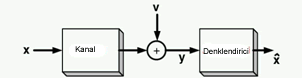 v
x
Kanal
+
y
Denklendirici
x̂